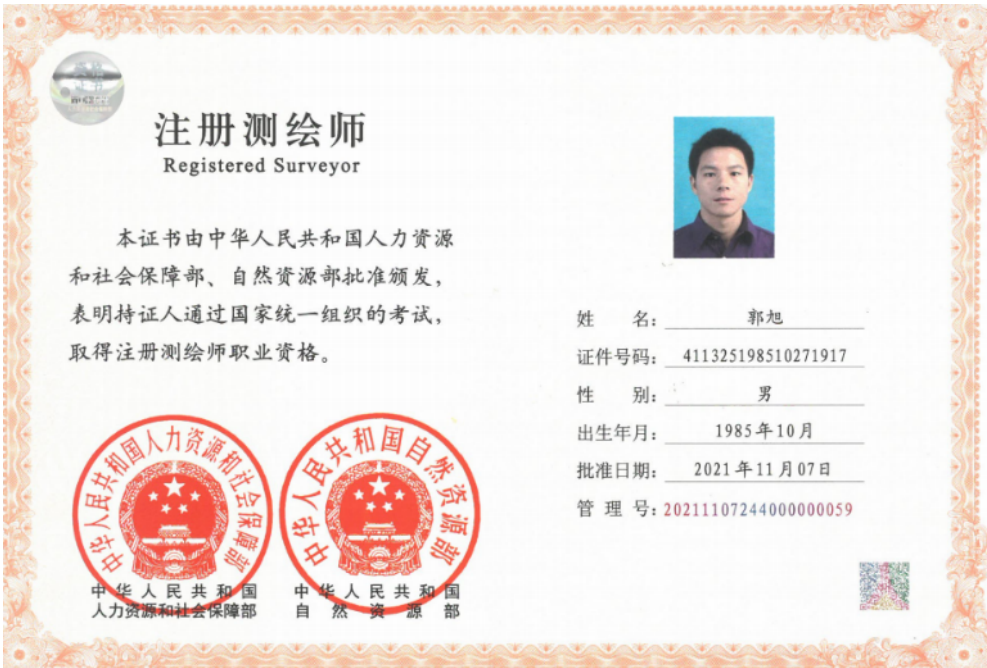 注册测绘师
Registered Surveyor
本证书由中华人民共和国人力资源
和社会保障部、自然资源部批准颁发，
表明持证人通过国家统一组织的考试，
取得注册测绘师职业资格。
中华人民共和国人力资源和社会保障部
中华人民共和国自然资源部
中华人民共和国
人力资源和社会保障部
中华人民共和国
自然资源部
姓名：郭旭
证件号码：411325198510271917
性别：男
出生年月：1985年10月
批准日期：2021年11月07日
管理号：20211107244000000059